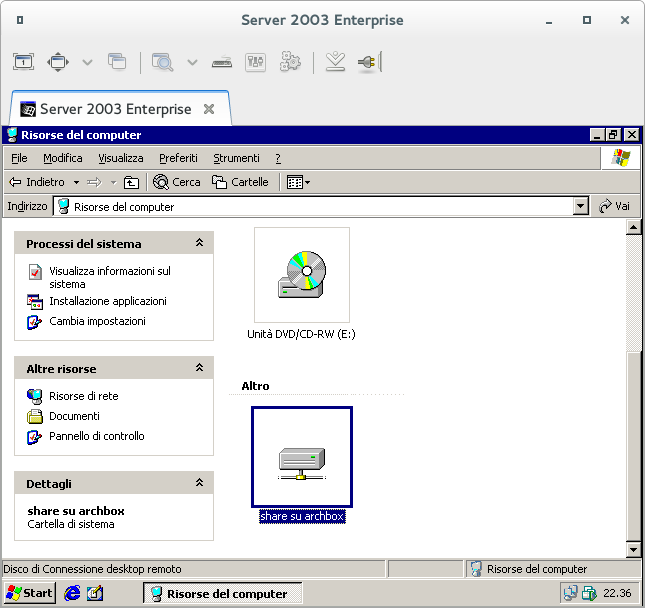 Server 2003 Enterprise
Server 2003 Enterprise
Risorse del computer
File Modifica Visualizza Preferiti Strumenti ?
Indietro Cerca Cartelle
Indirizzo Risorse del computer Vai
Processi del sistema
Visualizza informazioni sul
sistema
Installazione applicazioni
Cambia impostazioni
Altre risorse
Risorse di rete
Documenti
Pannello di controllo
Dettagli
share su archbox
Cartella di sistema
Unità DVD/CD-RW (E:)
Altro
share su archbox
Disco di Connessione desktop remoto Risorse del computer
Start Risorse del computer 22.36